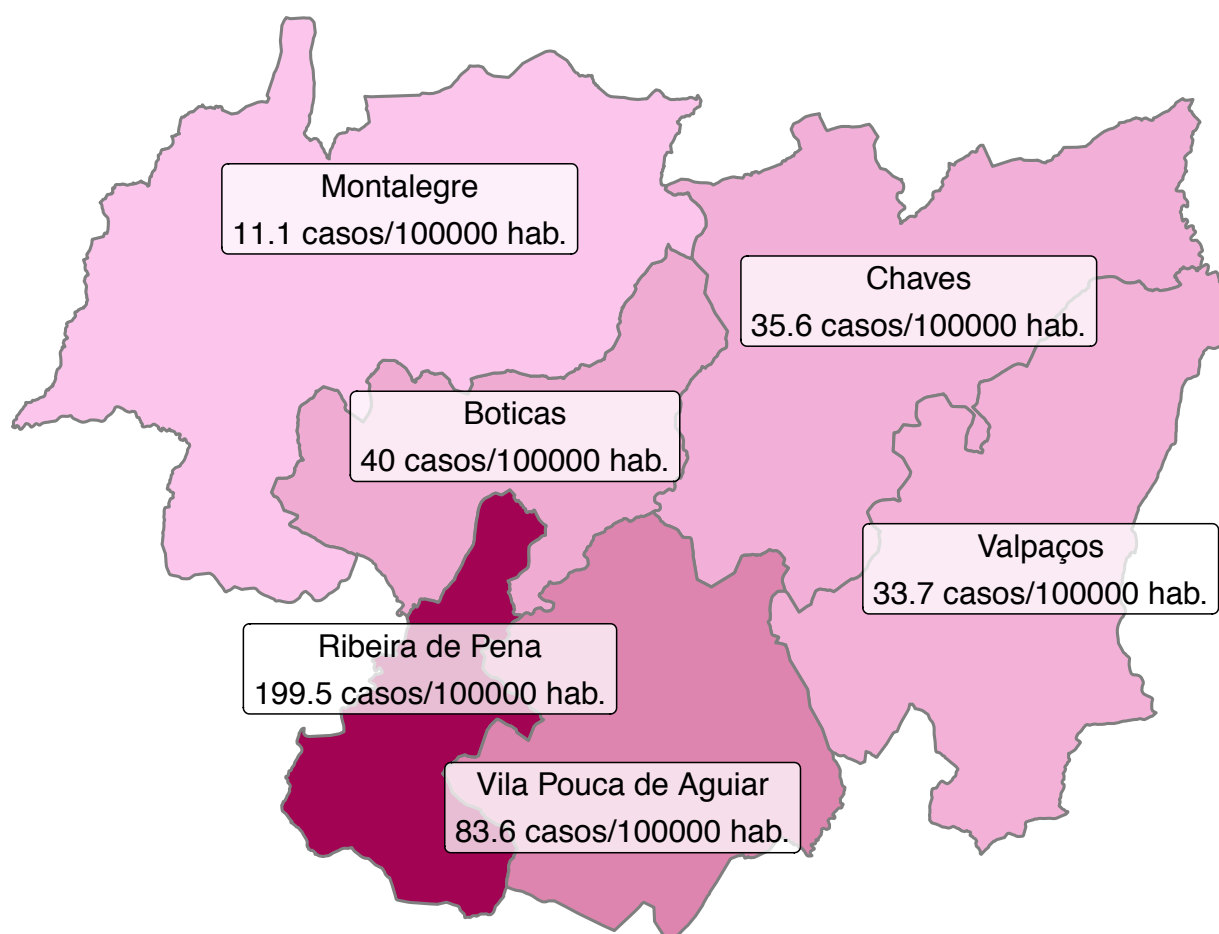 Montalegre
11.1 casos/100000 hab.
Chaves
35.6 casos/100000 hab.
Boticas
40 casos/100000 hab.
Valpaços
33.7 casos/100000 hab.
Ribeira de Pena
199.5 casos/100000 hab.
Vila Pouca de Aguiar
83.6 casos/100000 hab.